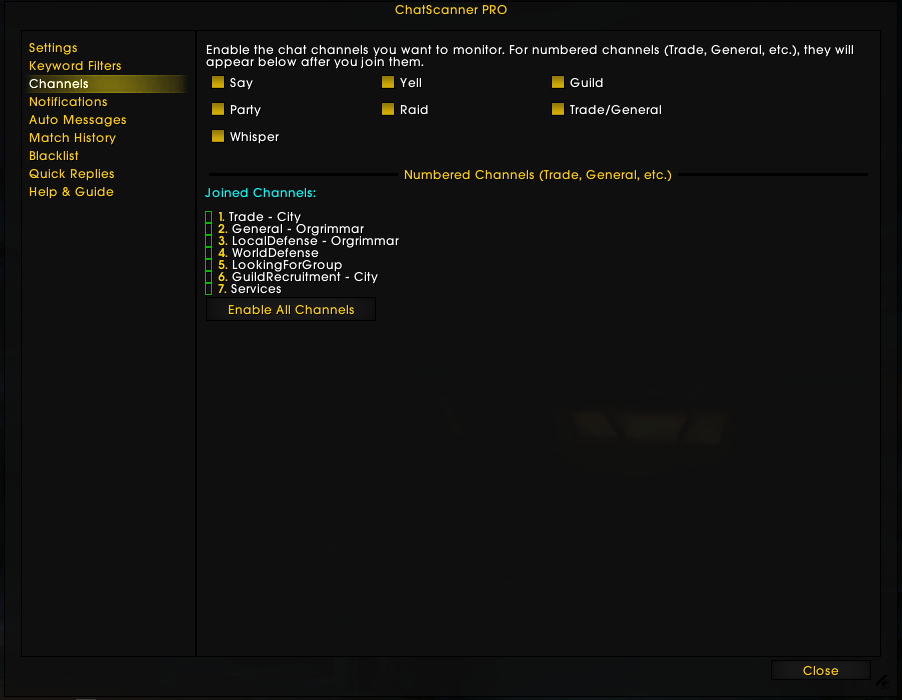 ChatScanner PRO
Settings
Keyword Filters
Channels
Notifications
Auto Messages
Match History
Blacklist
Quick Replies
Help & Guide
Enable the chat channels you want to monitor. For numbered channels (Trade, General, etc.), they will
appear below after you join them.
Say Yell Guild
Party Raid Trade/General
Whisper
Numbered Channels (Trade, General, etc.)
Joined Channels:
1. Trade - City
2. General - Orgrimmar
3. LocalDefense - Orgrimmar
4. WorldDefense
5. LookingForGroup
6. GuildRecruitment - City
7. Services
Enable All Channels
Close